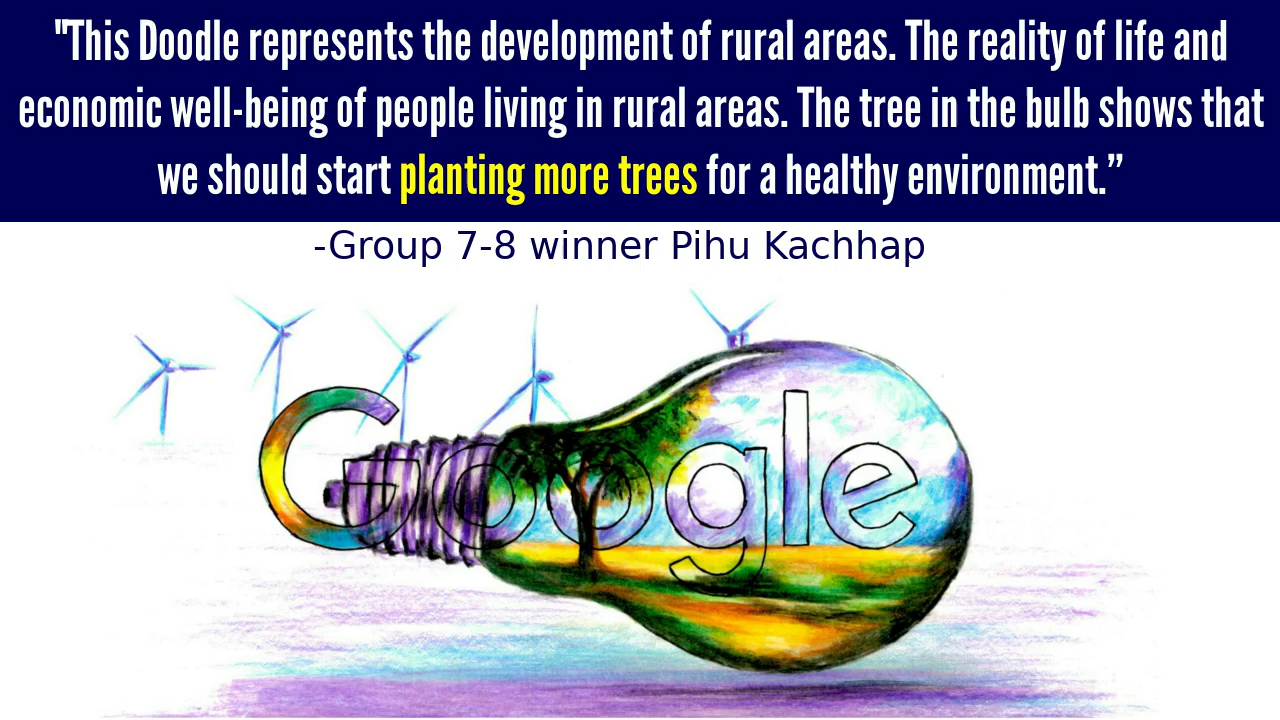 "This Doodle represents the development of rural areas. The reality of life and
economic well-being of people living in rural areas. The tree in the bulb shows that
we should start planting more trees for a healthy environment.”
-Group 7-8 winner Pihu Kachhap
Google